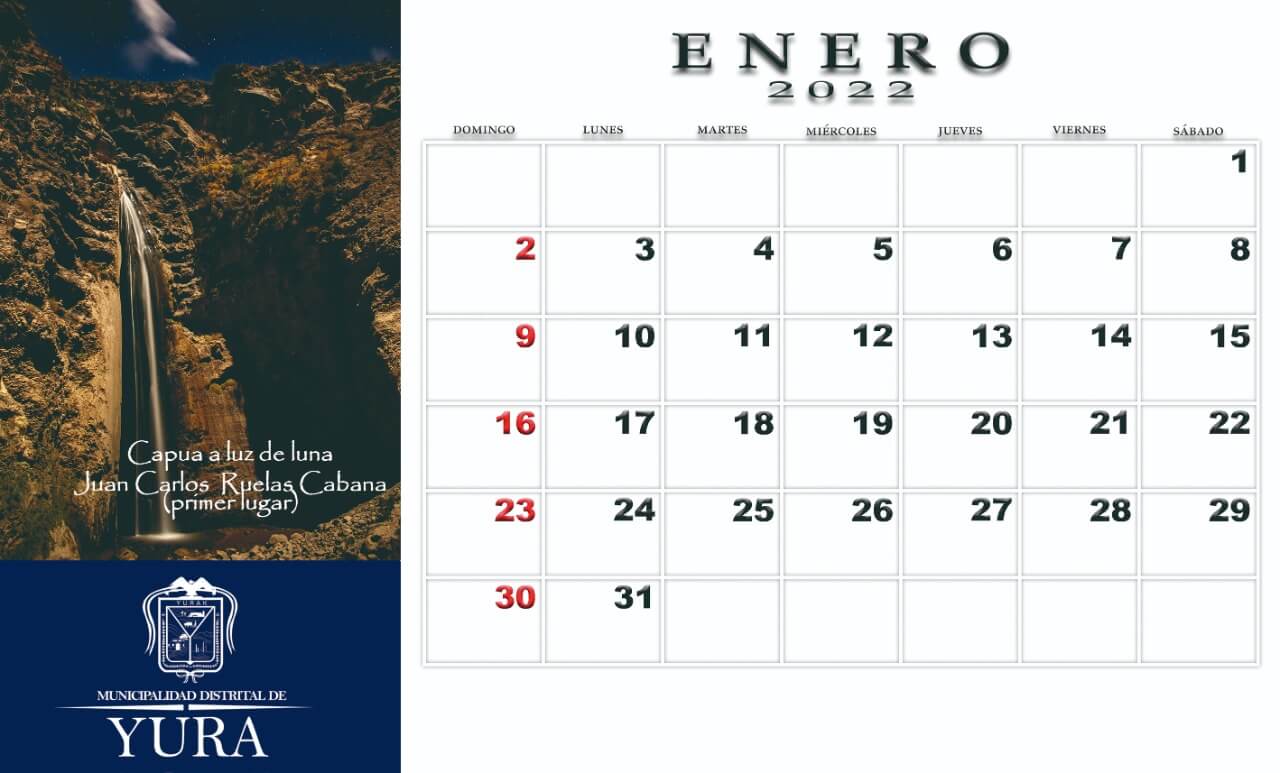 Capua a luz de luna
Juan Carlos Ruelas Cabana
(primer lugar)
YURAK
MUNICIPALIDAD DISTRITAL DE
YURA
ENERO
2022
DOMINGO LUNES MARTES MIÉRCOLES JUEVES VIERNES SÁBADO
1
2 3 4 5 6 7 8
9 10 11 12 13 14 15
16 17 18 19 20 21 22
23 24 25 26 27 28 29
30 31